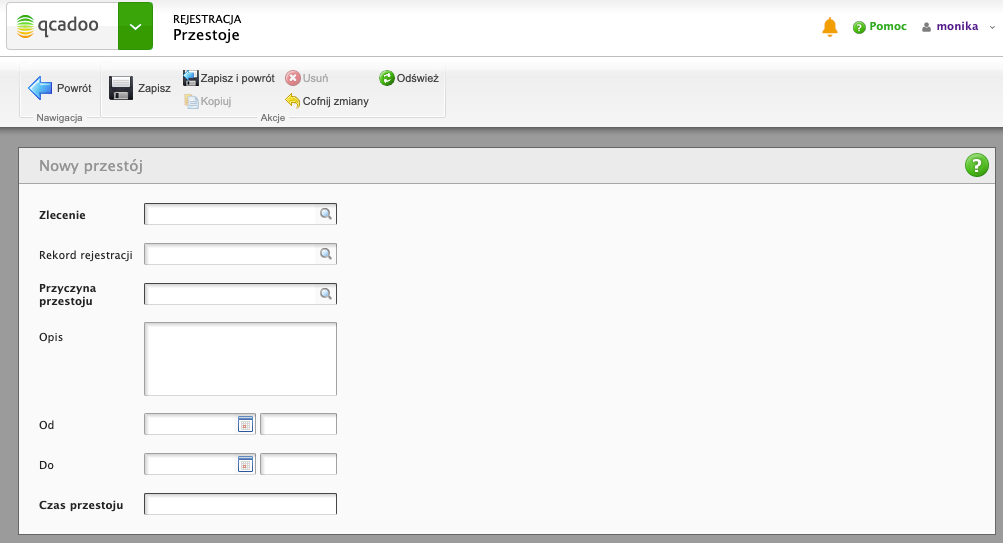 qcadoo
REJESTRACJA
Przestoje
Pomoc
monika
Powrót
Zapisz
Zapisz i powrót
Usuń
Odśwież
Kopiuj
Cofnij zmiany
Nawigacja
Akcje
Nowy przestój
Zlecenie
Rekord rejestracji
Przyczyna
przestoju
Opis
Od
Do
Czas przestoju